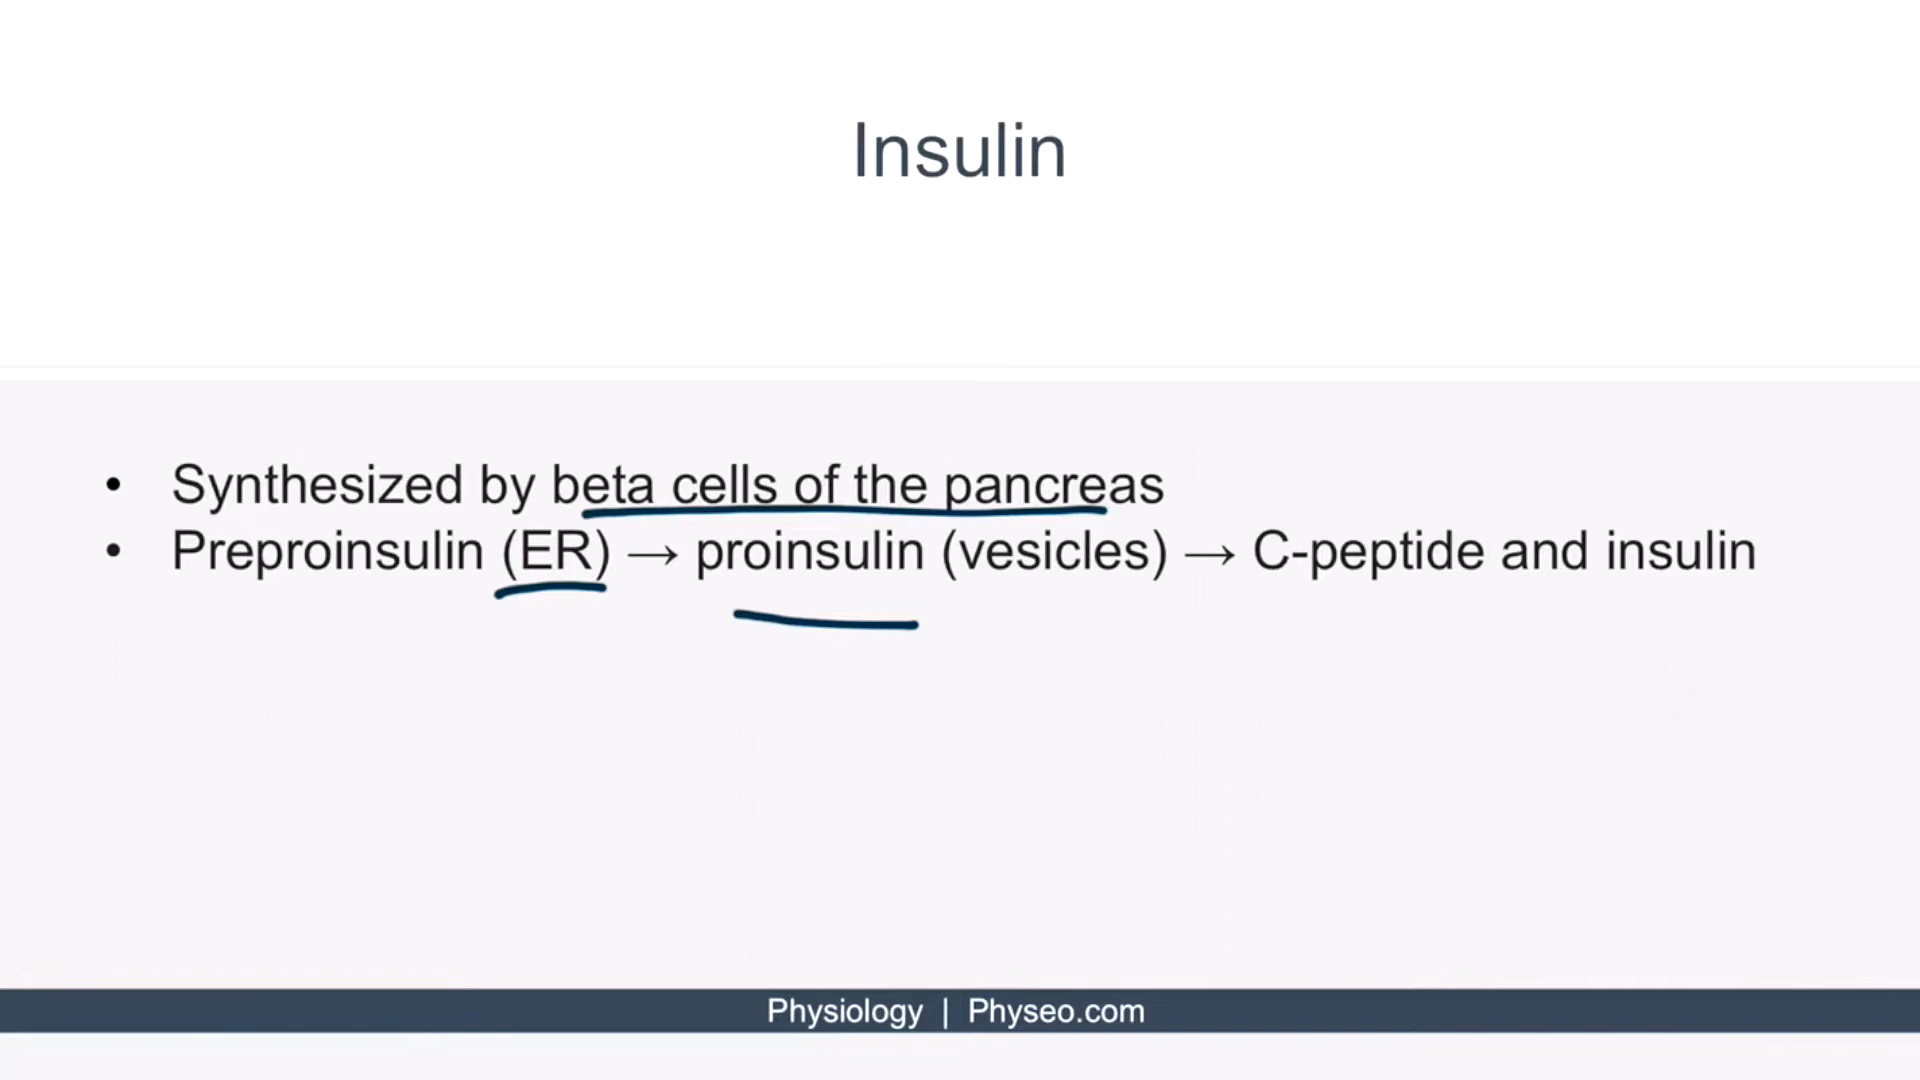 Insulin
• Synthesized by beta cells of the pancreas
• Preproinsulin (ER) → proinsulin (vesicles) → C-peptide and insulin
Physiology | Physeo.com